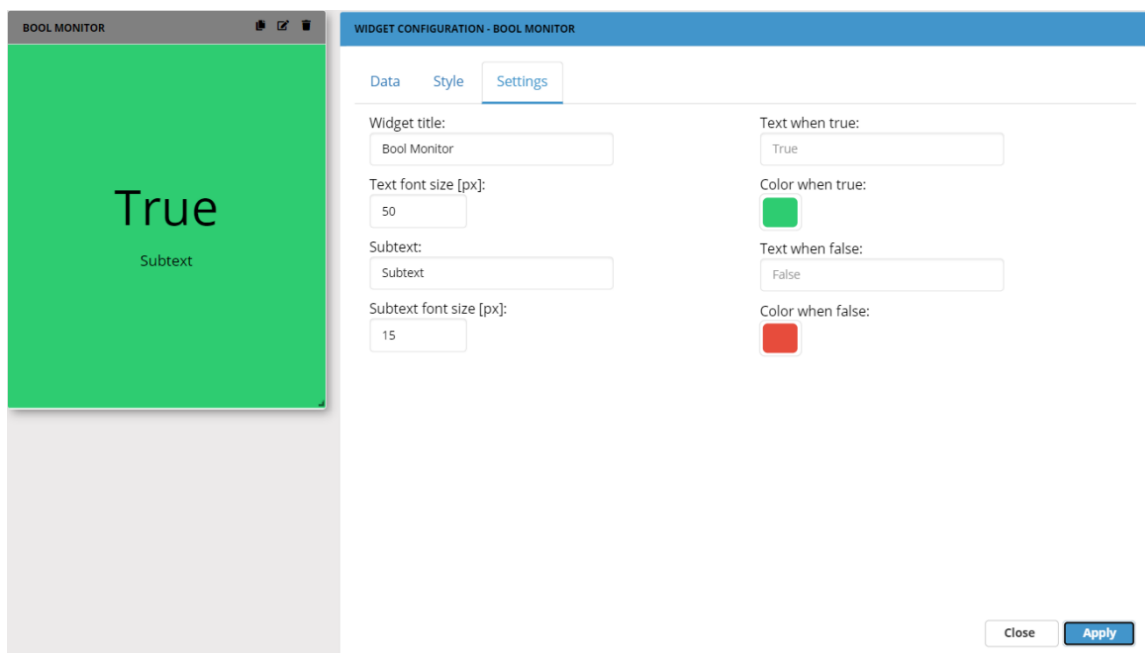 BOOL MONITOR
True
Subtext
WIDGET CONFIGURATION - BOOL MONITOR
Data Style Settings
Widget title:
Bool Monitor
Text font size [px]:
50
Subtext:
Subtext
Subtext font size [px]:
15
Text when true:
True
Color when true:
Text when false:
False
Color when false:
Close Apply